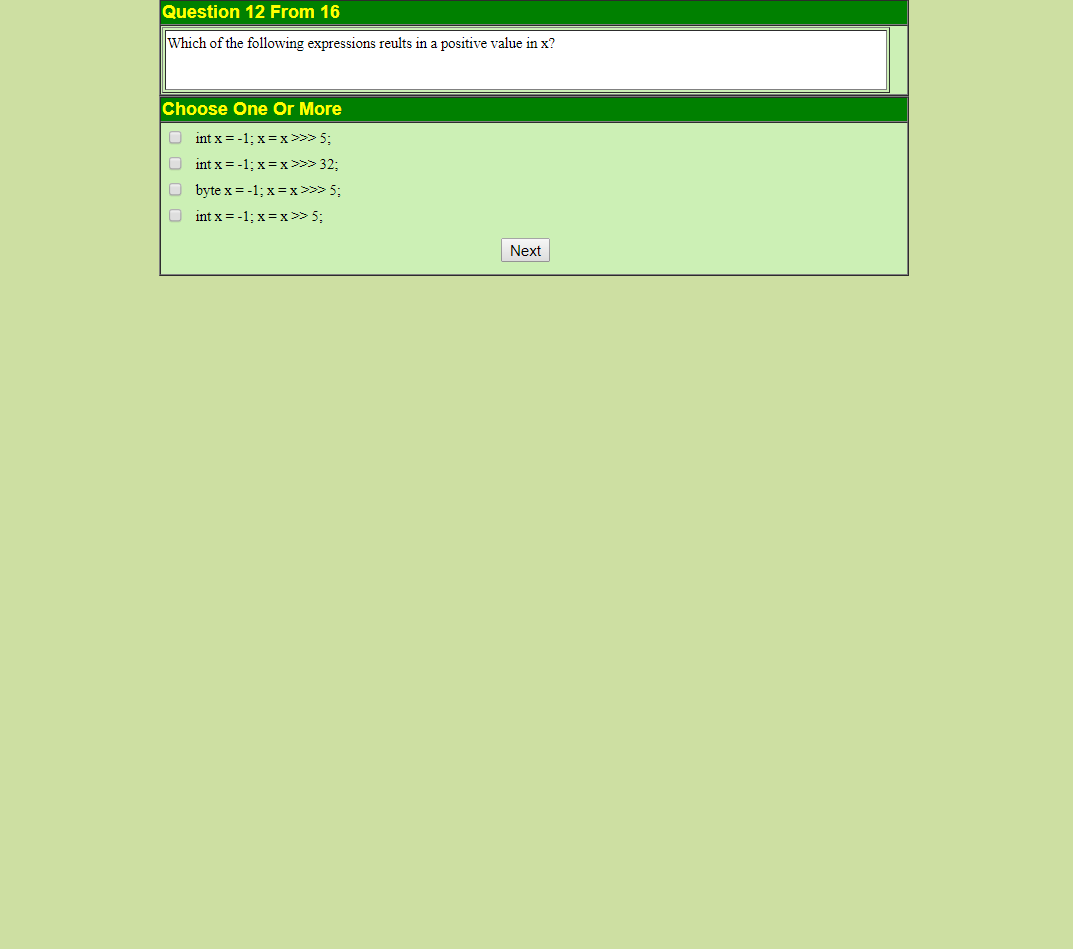 Question 12 From 16
Which of the following expressions reults in a positive value in x?
Choose One Or More
int x = -1; x = x >>> 5;
int x = -1; x = x >>> 32;
byte x = -1; x = x >>> 5;
int x = -1; x = x >> 5;
Next